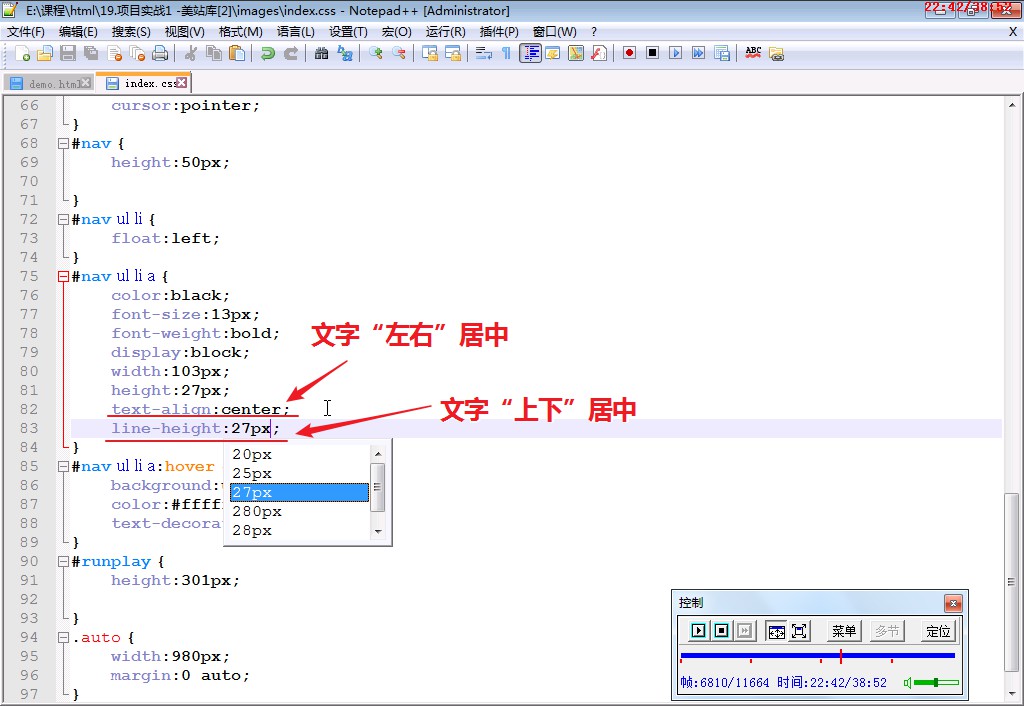 E:\课程\html\19.项目实战1 -美站库[2]\images\index.css - Notepad++ [Administrator]
22:42/38:52
文件(F) 编辑(E) 搜索(S) 视图(V) 格式(M) 语言(L) 设置(T) 宏(O) 运行(R) 插件(P) 窗口(W) ? X
demo.html index.css
66 cursor:pointer;
67 }
68 #nav {
69 height:50px;
70
71 }
72 #nav ul li {
73 float:left;
74 }
75 #nav ul li a {
76 color:black;
77 font-size:13px;
78 font-weight:bold;
文字“左右”居中
79 display:block;
80 width:103px;
81 height:27px;
82 text-align:center;
文字“上下”居中
83 line-height:27px;
84 }
20px
25px
27px
280px
28px
85 #nav ul li a:hover
86 background:
87 color:#ffff
88 text-decora
89 }
90 #runplay {
91 height:301px;
92
93 }
94 .auto {
95 width:980px;
96 margin:0 auto;
97 }
控制
菜单 多节 定位
帧:6810/11664 时间:22:42/38:52
ABC